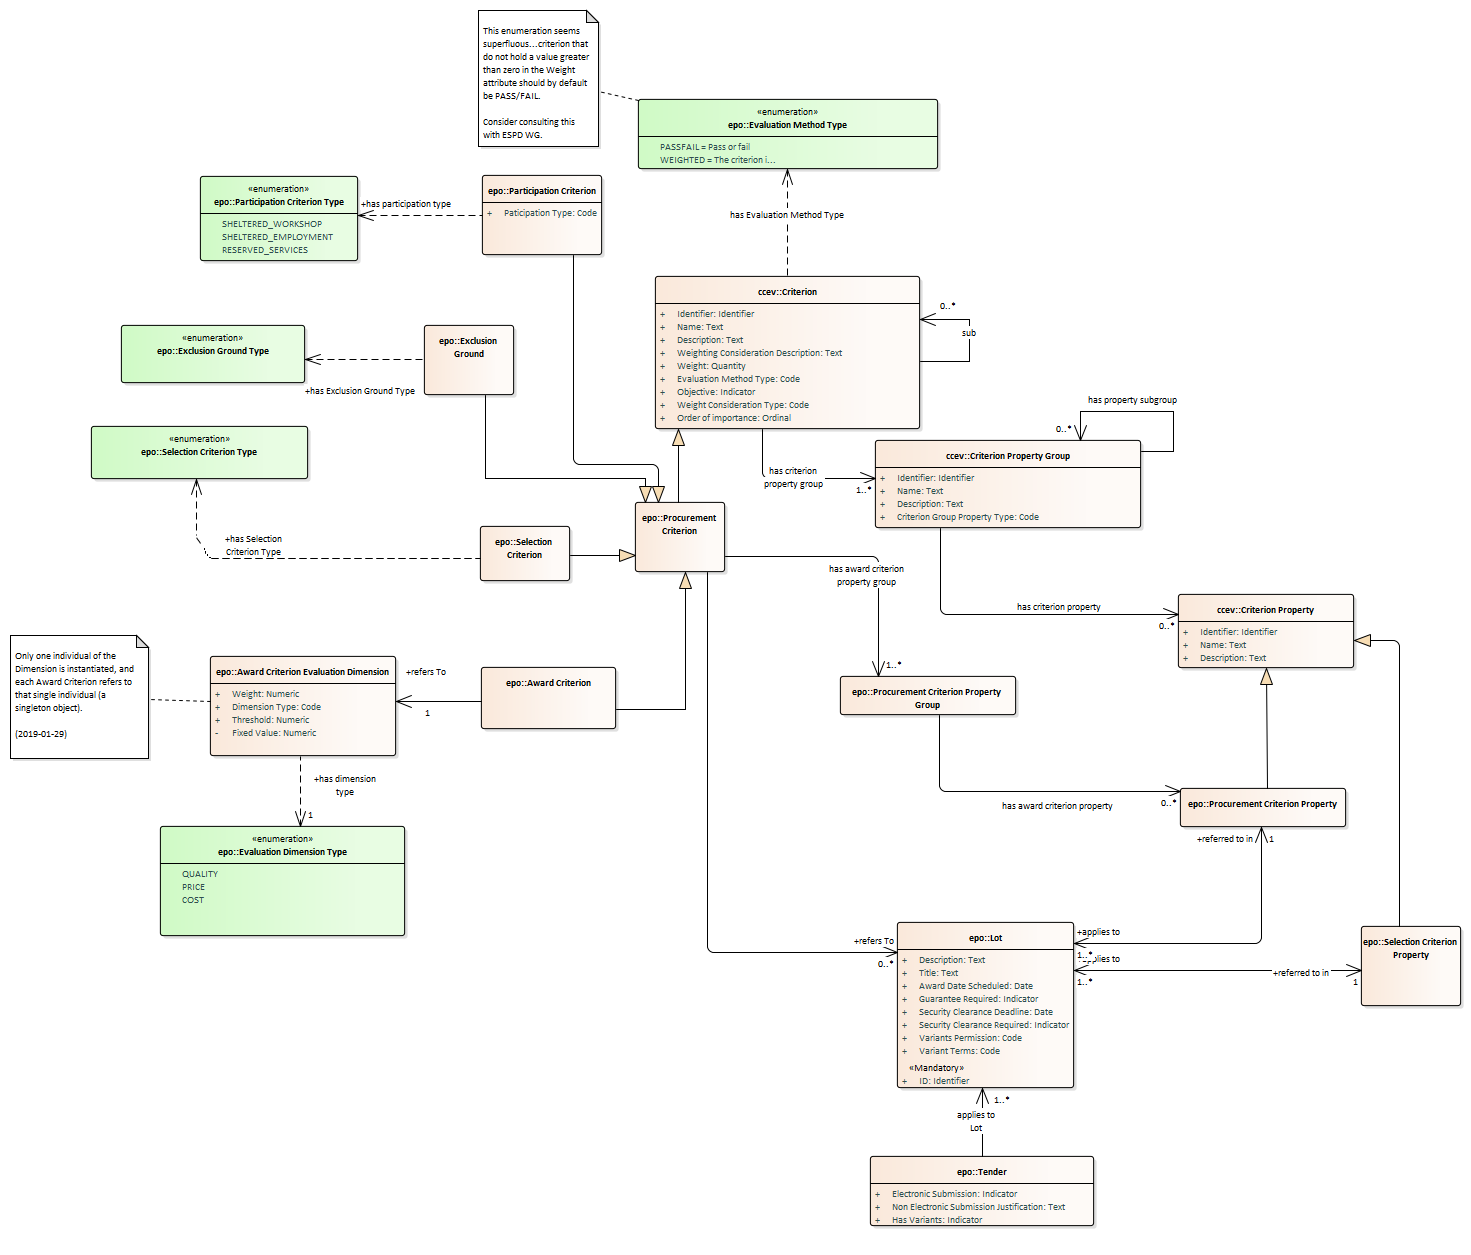 This enumeration seems
superfluous...criterion that
do not hold a value greater
than zero in the Weight
attribute should by default
be PASS/FAIL.
Consider consulting this
with ESPD WG.
«enumeration»
epo::Evaluation Method Type
PASSFAIL = Pass or fail
WEIGHTED = The criterion i...
«enumeration»
epo::Participation Criterion Type
SHELTERED_WORKSHOP
SHELTERED_EMPLOYMENT
RESERVED_SERVICES
+has participation type
epo::Participation Criterion
+ Paticipation Type: Code
has Evaluation Method Type
ccev::Criterion
+ Identifier: Identifier
+ Name: Text
+ Description: Text
+ Weighting Consideration Description: Text
+ Weight: Quantity
+ Evaluation Method Type: Code
+ Objective: Indicator
+ Weight Consideration Type: Code
+ Order of importance: Ordinal
0..*
sub
«enumeration»
epo::Exclusion Ground Type
+has Exclusion Ground Type
epo::Exclusion
Ground
has property subgroup
0..*
has criterion
property group
1..*
ccev::Criterion Property Group
+ Identifier: Identifier
+ Name: Text
+ Description: Text
+ Criterion Group Property Type: Code
«enumeration»
epo::Selection Criterion Type
+has Selection
Criterion Type
epo::Selection
Criterion
epo::Procurement
Criterion
has award criterion
property group
1..*
has criterion property
0..*
ccev::Criterion Property
+ Identifier: Identifier
+ Name: Text
+ Description: Text
Only one individual of the
Dimension is instantiated, and
each Award Criterion refers to
that single individual (a
singleton object).
(2019-01-29)
epo::Award Criterion Evaluation Dimension
+ Weight: Numeric
+ Dimension Type: Code
+ Threshold: Numeric
- Fixed Value: Numeric
+refers To
1
epo::Award Criterion
epo::Procurement Criterion Property
Group
+has dimension
type
1
«enumeration»
epo::Evaluation Dimension Type
QUALITY
PRICE
COST
has award criterion property
0..*
epo::Procurement Criterion Property
+referred to in
1
+refers To
0..*
epo::Lot
+ Description: Text
+ Title: Text
+ Award Date Scheduled: Date
+ Guarantee Required: Indicator
+ Security Clearance Deadline: Date
+ Security Clearance Required: Indicator
+ Variants Permission: Code
+ Variant Terms: Code
«Mandatory»
+ ID: Identifier
+applies to
1..*
1..*
+referred to in
1
epo::Selection Criterion
Property
1..*
applies to
Lot
epo::Tender
+ Electronic Submission: Indicator
+ Non Electronic Submission Justification: Text
+ Has Variants: Indicator